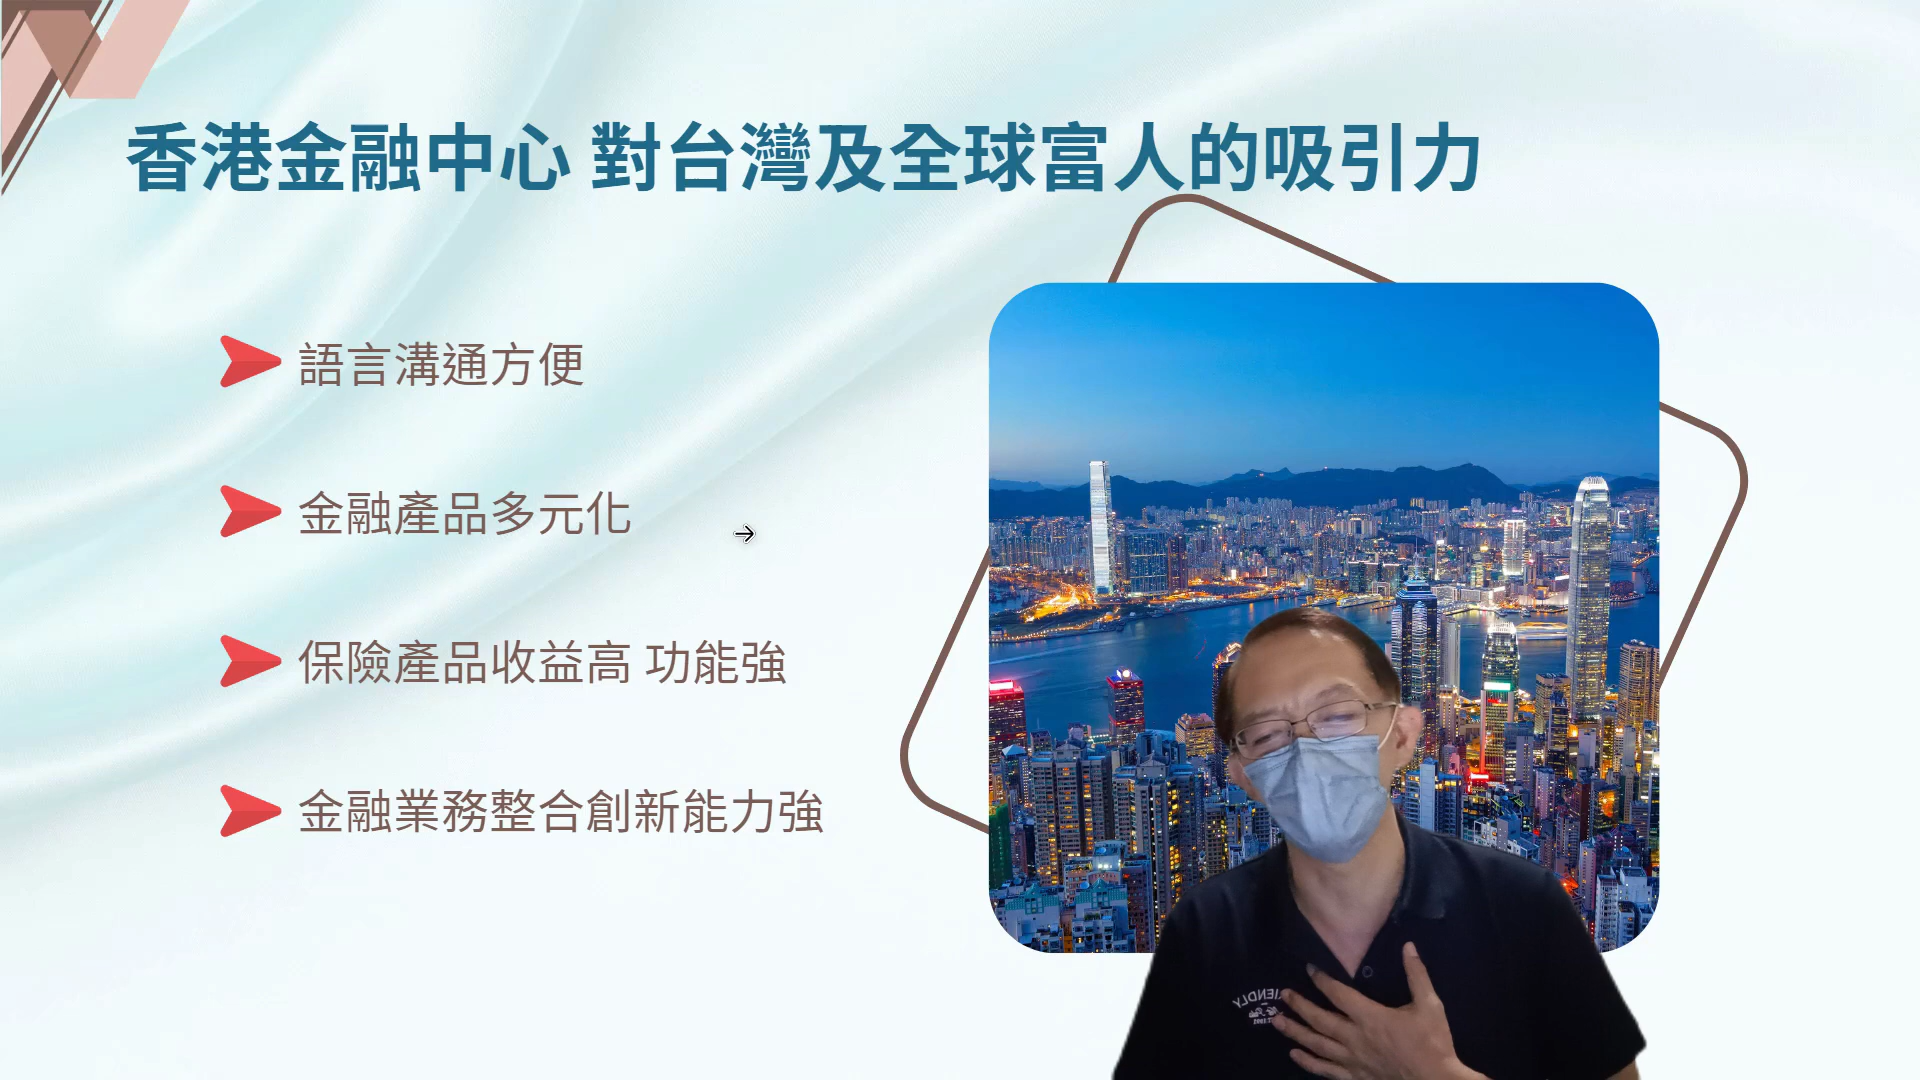 香港金融中心 對台灣及全球富人的吸引力
語言溝通方便
金融產品多元化
保險產品收益高 功能強
金融業務整合創新能力強